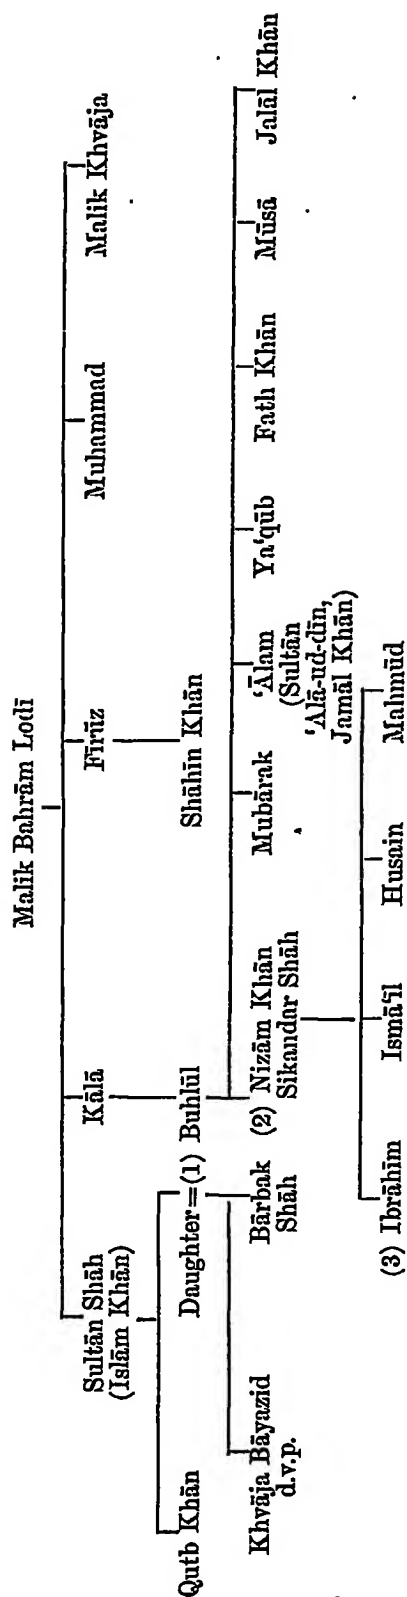 Malik Bahrām Lodī
Sultān Shāh
(Islām Khān)
Kālā
Fīrūz
Muhammad
Malik Khvāja
Qutb Khān
Daughter=(1) Buhlūl
Shāhīn Khān
Khvāja Bāyazid
d.v.p.
Bārbak
Shāh
(2) Nizām Khān
Sikandar Shāh
Mubārak
‘Ālam
(Sultān
‘Alā-ud-dīn,
Jamāl Khān)
Ya‘qūb
Fath Khān
Mūsā
Jalāl Khān
(3) Ibrāhīm
Ismā‘īl
Husain
Mahmūd